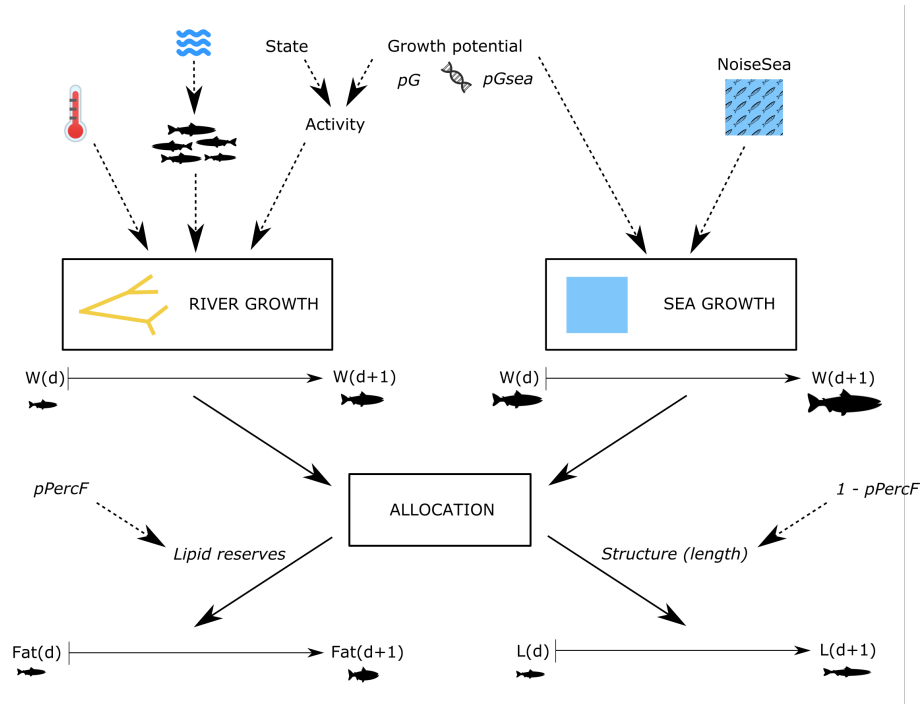 State
Growth potential
pG
pGsea
NoiseSea
Activity
RIVER GROWTH
SEA GROWTH
W(d)
W(d+1)
W(d)
W(d+1)
pPercF
ALLOCATION
1 - pPercF
Lipid reserves
Structure (length)
Fat(d)
Fat(d+1)
L(d)
L(d+1)